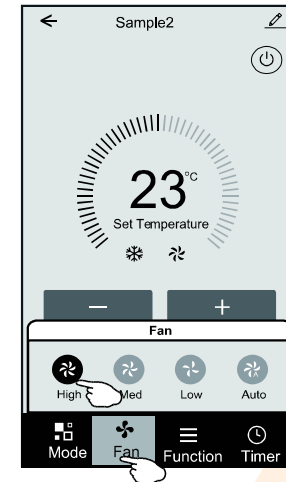 Sample2
23°C
Set Temperature
Fan
High Med Low Auto
Mode Fan Function Timer